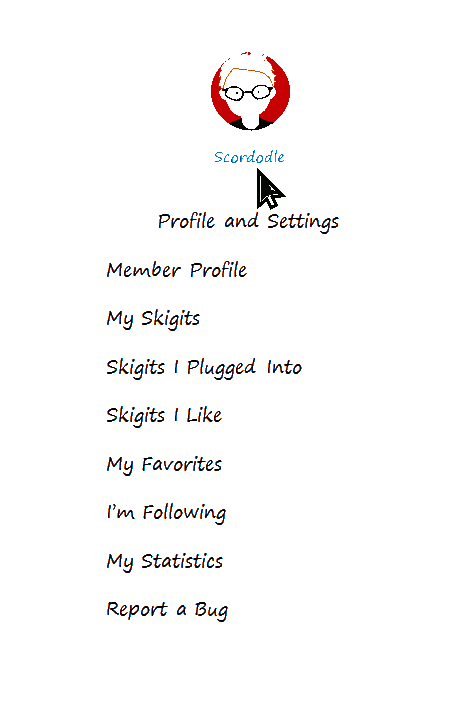 Scordodle
Profile and Settings
Member Profile
My Skigits
Skigits I Plugged Into
Skigits I Like
My Favorites
I'm Following
My Statistics
Report a Bug